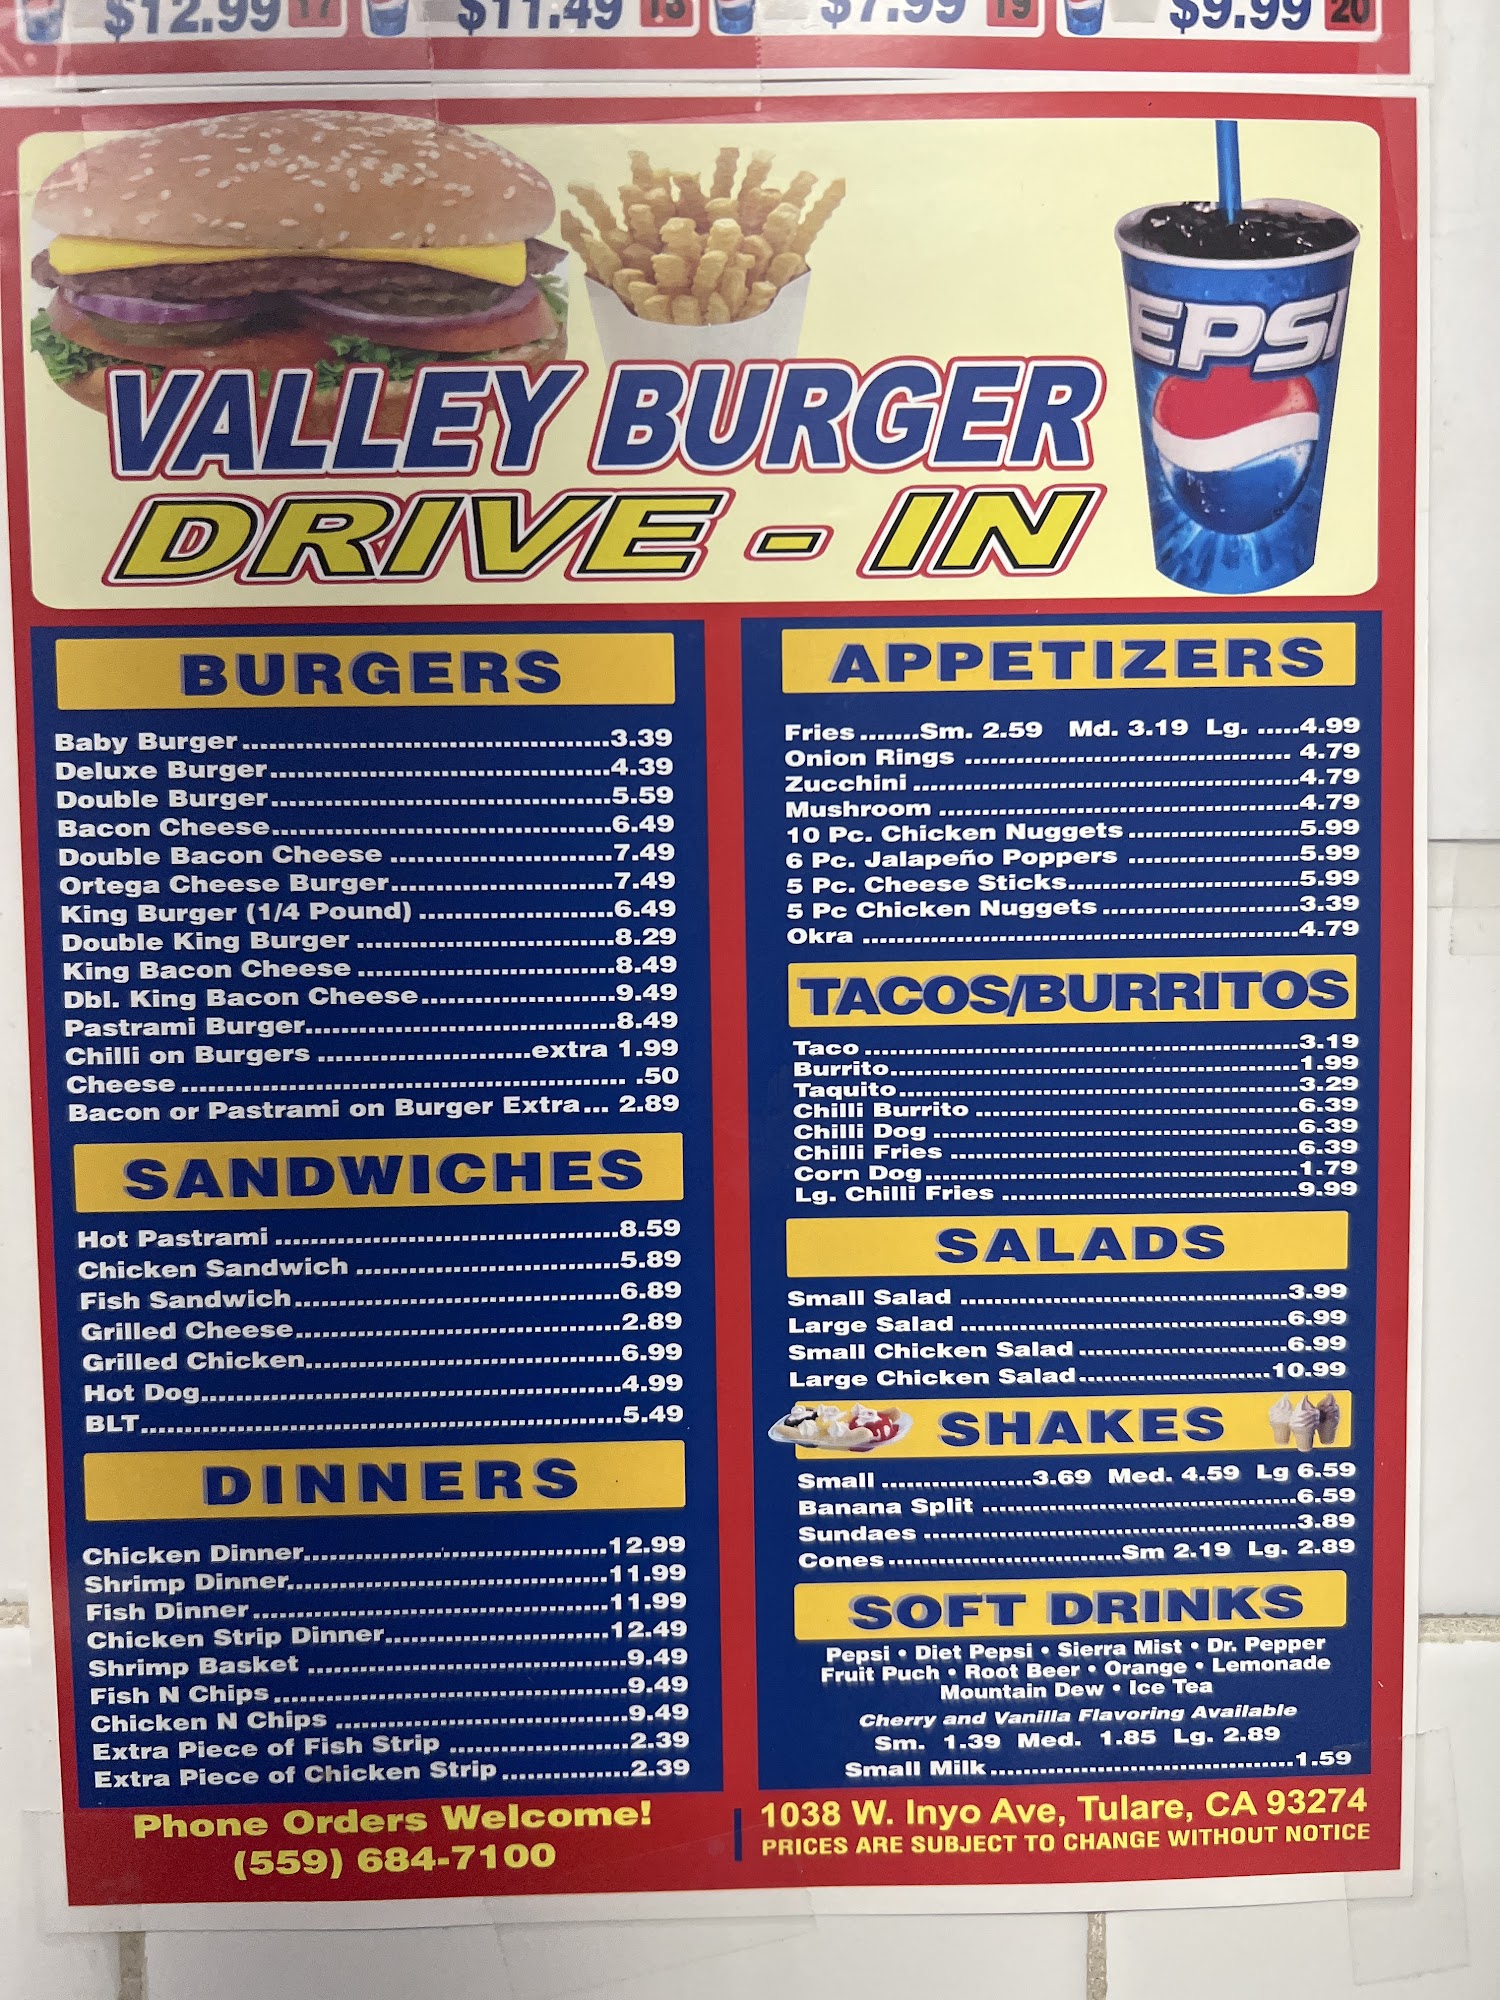 $12.99 17
$11.49 18
$7.99 19
$9.99 20
EPSI
VALLEY BURGER
DRIVE - IN
BURGERS
Baby Burger 3.39
Deluxe Burger 4.39
Double Burger 5.59
Bacon Cheese 6.49
Double Bacon Cheese 7.49
Ortega Cheese Burger 7.49
King Burger (1/4 Pound) 6.49
Double King Burger 8.29
King Bacon Cheese 8.49
Dbl. King Bacon Cheese 9.49
Pastrami Burger 8.49
Chilli on Burgers extra 1.99
Cheese .50
Bacon or Pastrami on Burger Extra... 2.89
SANDWICHES
Hot Pastrami 8.59
Chicken Sandwich 5.89
Fish Sandwich 6.89
Grilled Cheese 2.89
Grilled Chicken 6.99
Hot Dog 4.99
BLT 5.49
DINNERS
Chicken Dinner 12.99
Shrimp Dinner 11.99
Fish Dinner 11.99
Chicken Strip Dinner 12.49
Shrimp Basket 9.49
Fish N Chips 9.49
Chicken N Chips 9.49
Extra Piece of Fish Strip 2.39
Extra Piece of Chicken Strip 2.39
APPETIZERS
Fries Sm. 2.59 Md. 3.19 Lg. 4.99
Onion Rings 4.79
Zucchini 4.79
Mushroom 4.79
10 Pc. Chicken Nuggets 5.99
6 Pc. Jalapeño Poppers 5.99
5 Pc. Cheese Sticks 5.99
5 Pc Chicken Nuggets 3.39
Okra 4.79
TACOS/BURRITOS
Taco 3.19
Burrito 1.99
Taquito 3.29
Chilli Burrito 6.39
Chilli Dog 6.39
Chilli Fries 6.39
Corn Dog 1.79
Lg. Chilli Fries 9.99
SALADS
Small Salad 3.99
Large Salad 6.99
Small Chicken Salad 6.99
Large Chicken Salad 10.99
SHAKES
Small 3.69 Med. 4.59 Lg 6.59
Banana Split 6.59
Sundaes 3.89
Cones Sm 2.19 Lg. 2.89
SOFT DRINKS
Pepsi • Diet Pepsi • Sierra Mist • Dr. Pepper
Fruit Puch • Root Beer • Orange • Lemonade
Mountain Dew • Ice Tea
Cherry and Vanilla Flavoring Available
Sm. 1.39 Med. 1.85 Lg. 2.89
Small Milk 1.59
Phone Orders Welcome!
(559) 684-7100
1038 W. Inyo Ave, Tulare, CA 93274
PRICES ARE SUBJECT TO CHANGE WITHOUT NOTICE